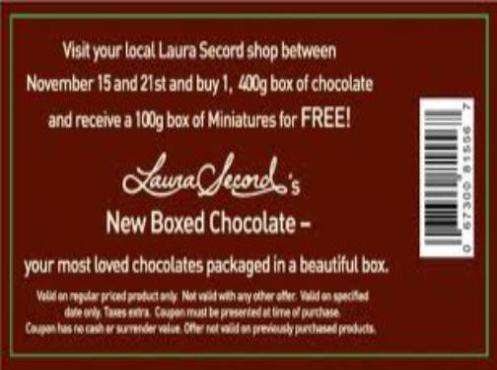 Visit your local Laura Secord shop between
November 15 and 21st and buy 1, 400g box of chocolate
and receive a 100g box of Miniatures for FREE!
Laura Secord's
New Boxed Chocolate –
your most loved chocolates packaged in a beautiful box.
Valid on regular priced product only. Not valid with any other offer. Valid on specified
date only. Taxes extra. Coupon must be presented at time of purchase.
Coupon has no cash or surrender value. Offer not valid on previously purchased products.
0 67300 81556 7